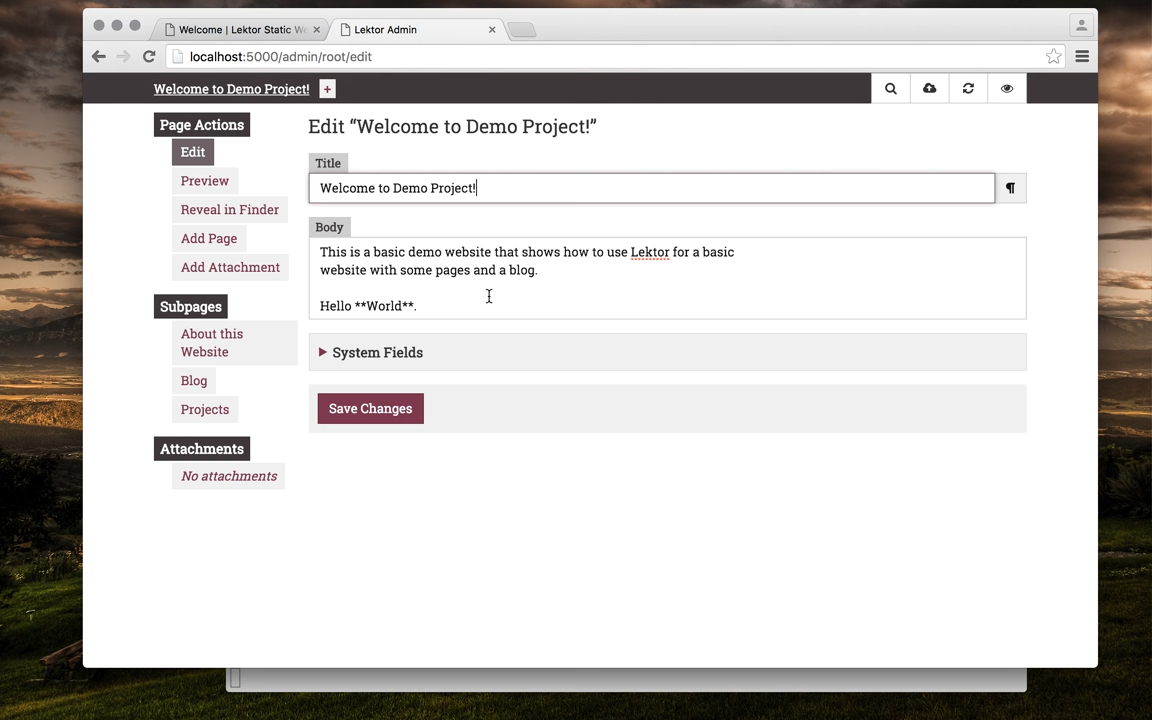 Welcome | Lektor Static We
Lektor Admin
localhost:5000/admin/root/edit
Welcome to Demo Project! +
Page Actions
Edit
Preview
Reveal in Finder
Add Page
Add Attachment
Subpages
About this
Website
Blog
Projects
Attachments
No attachments
Edit “Welcome to Demo Project!”
Title
Welcome to Demo Project!
¶
Body
This is a basic demo website that shows how to use Lektor for a basic
website with some pages and a blog.
Hello **World**.
System Fields
Save Changes